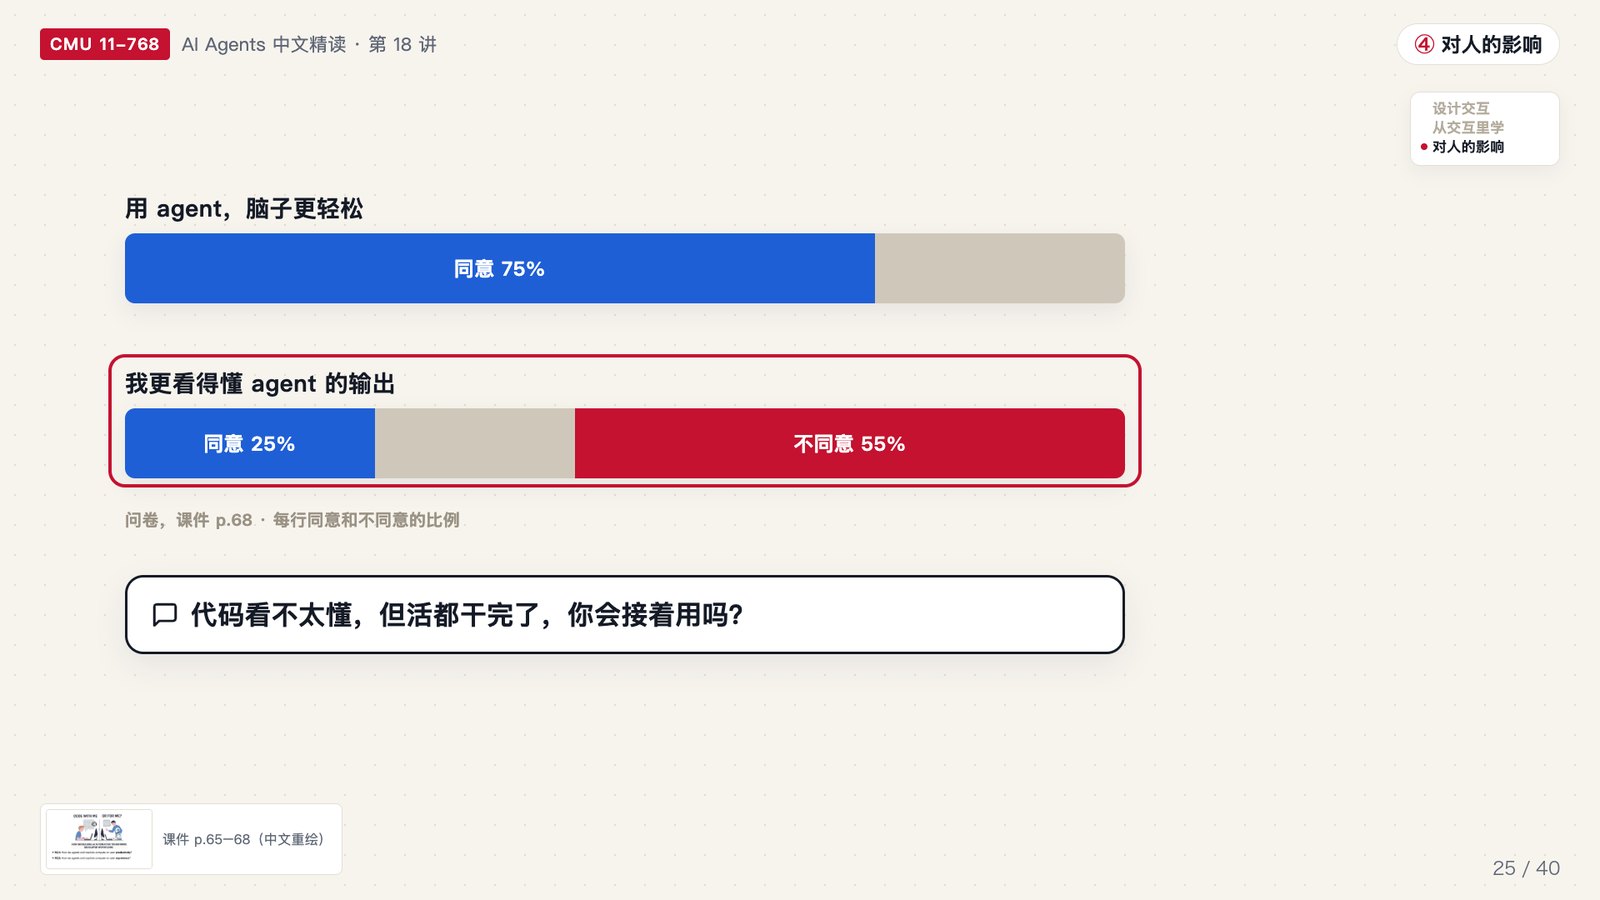 CMU 11-768 AI Agents 中文精读 · 第 18 讲
④ 对人的影响
设计交互
从交互里学
对人的影响
用 agent，脑子更轻松
同意 75%
我更看得懂 agent 的输出
同意 25%
不同意 55%
问卷，课件 p.68 · 每行同意和不同意的比例
代码看不太懂，但活都干完了，你会接着用吗？
课件 p.65–68（中文重绘）
25 / 40